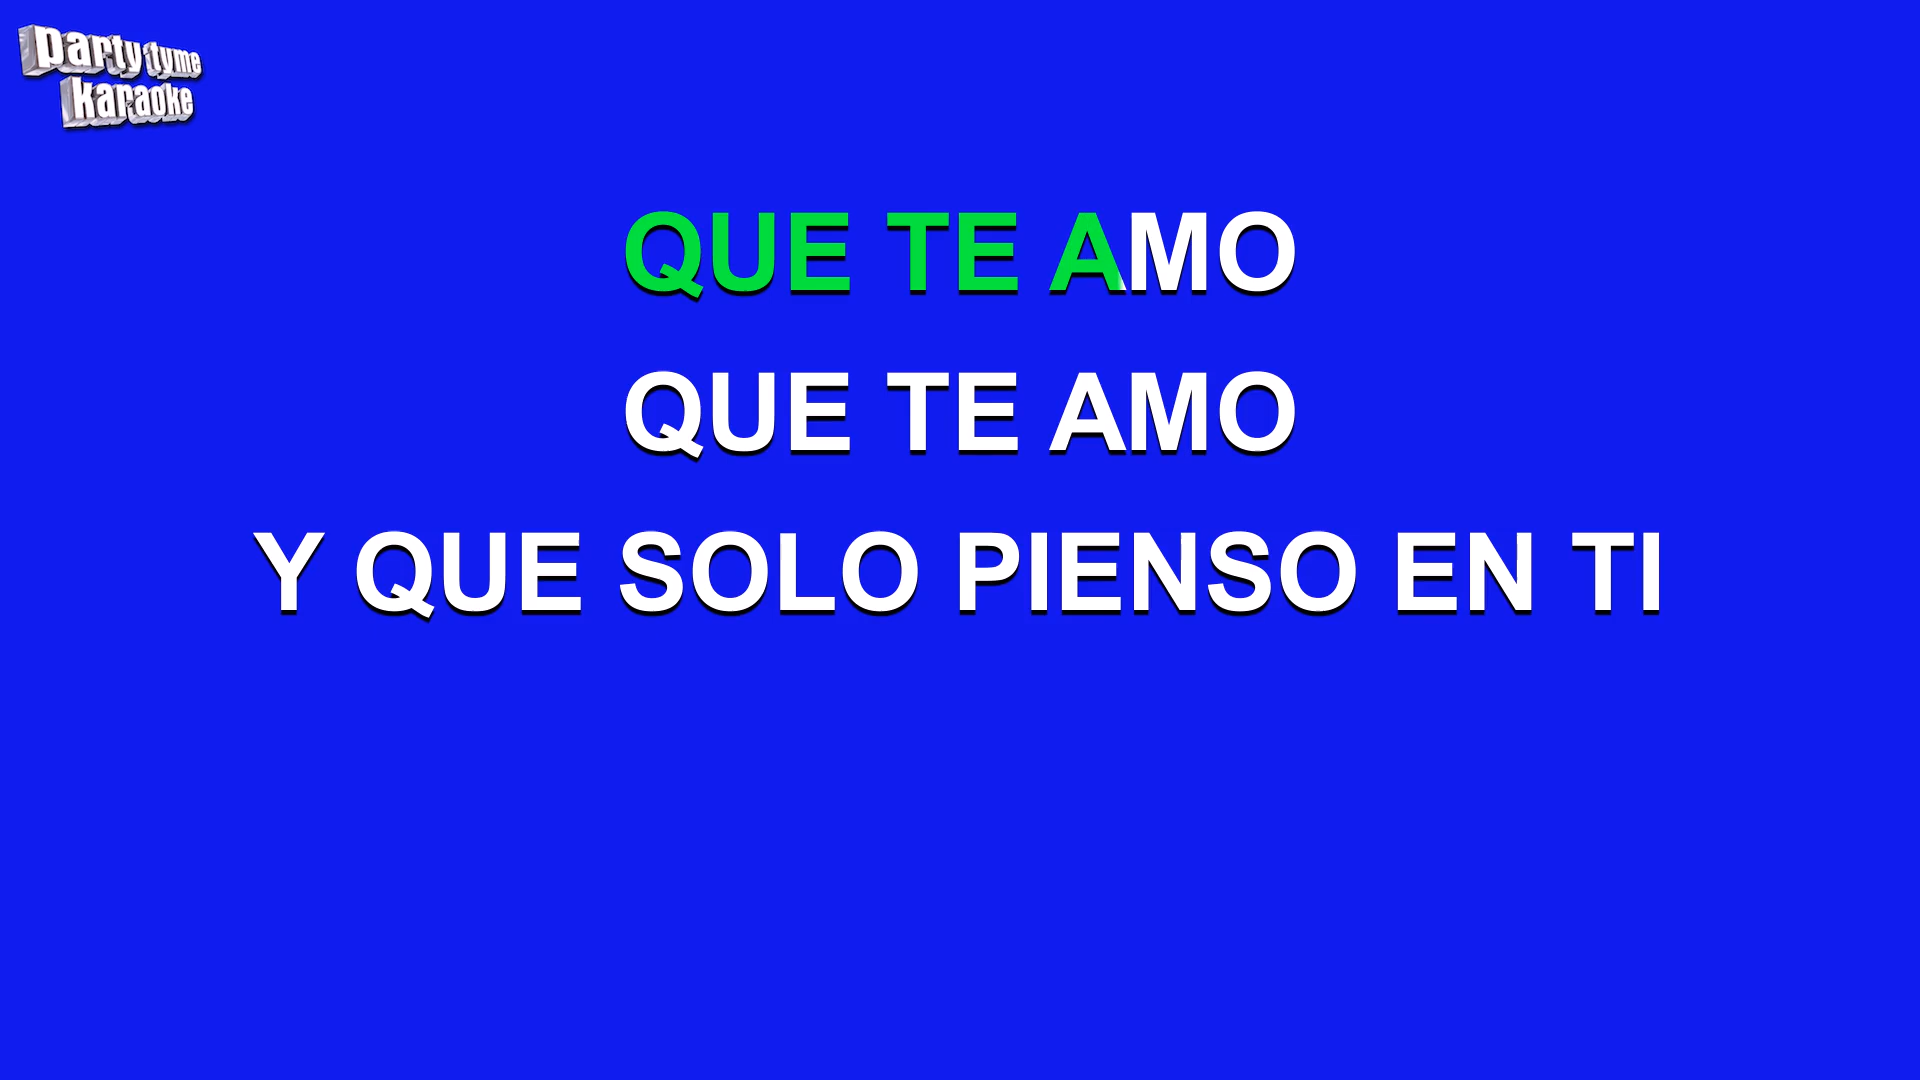 party tyme
karaoke
QUE TE AMO
QUE TE AMO
Y QUE SOLO PIENSO EN TI